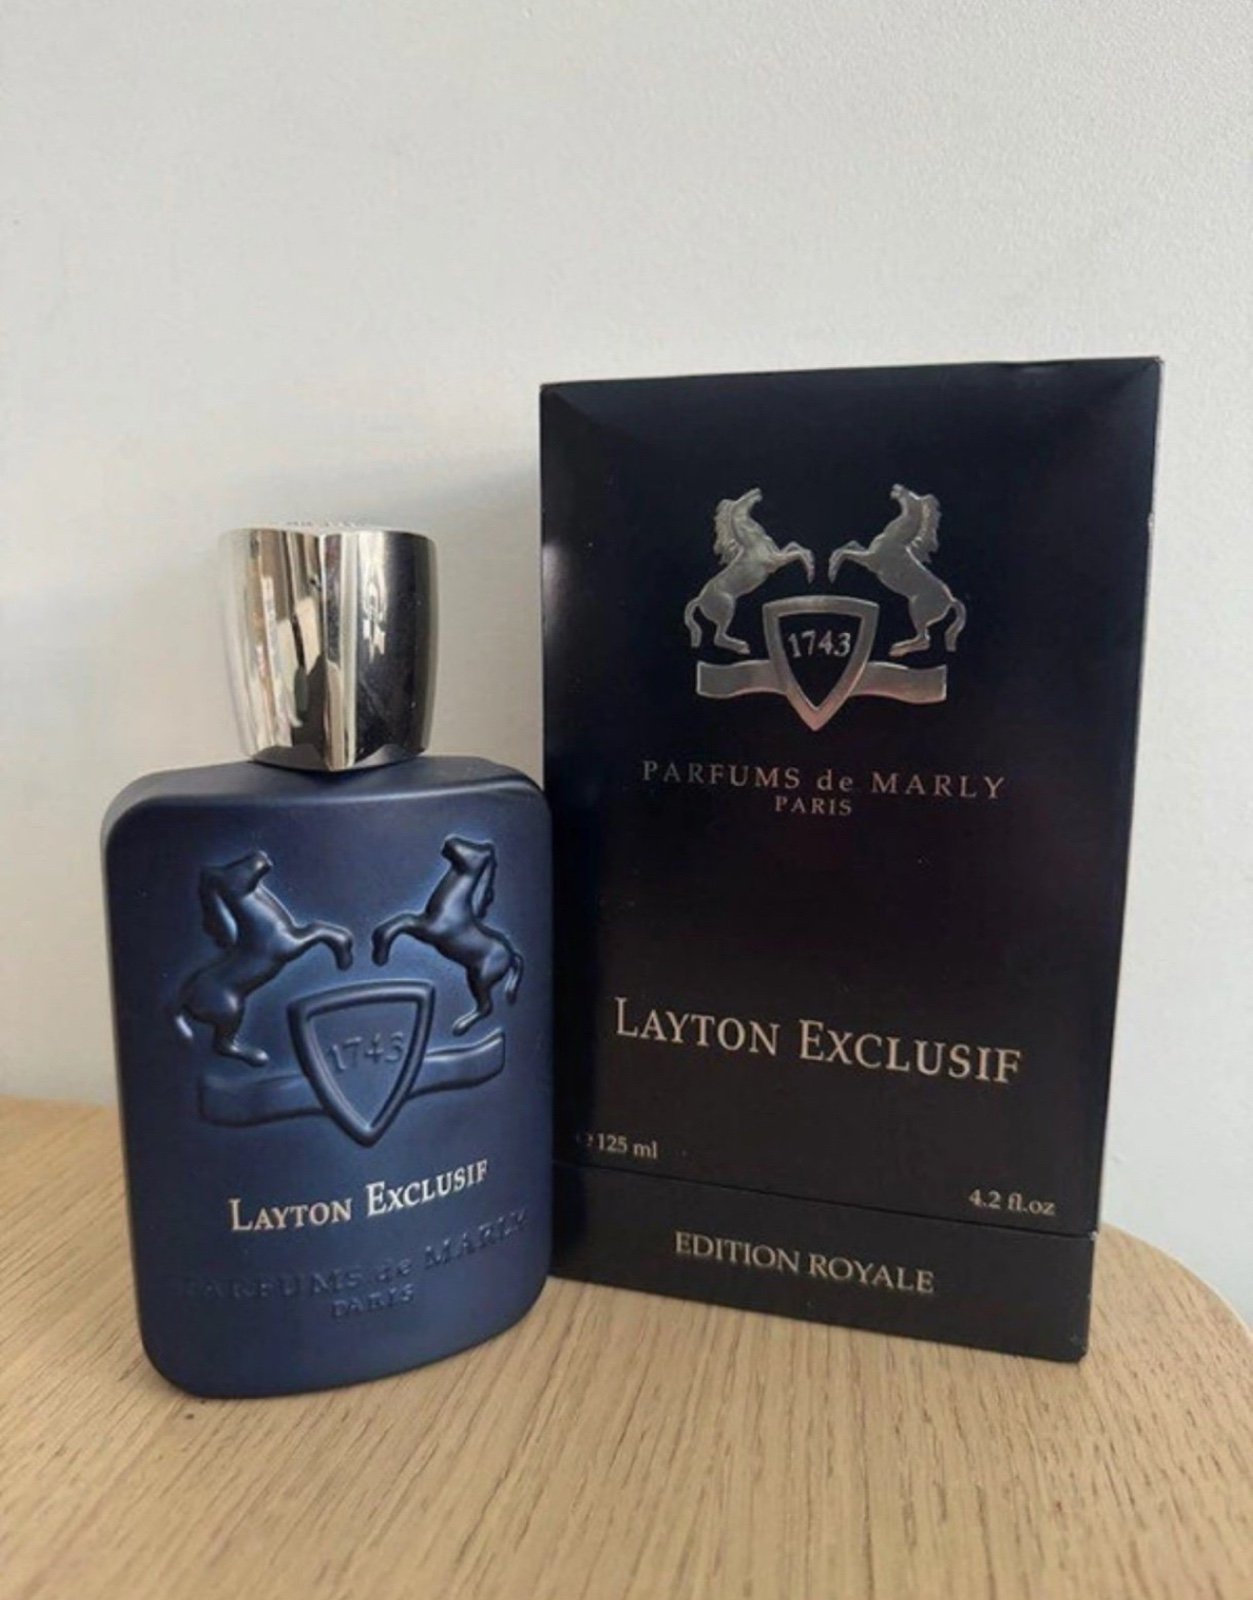 1743
LAYTON EXCLUSIF
PARFUMS de MARLY
PARIS
1743
PARFUMS de MARLY
PARIS
LAYTON EXCLUSIF
125 ml
4.2 fl.oz
EDITION ROYALE